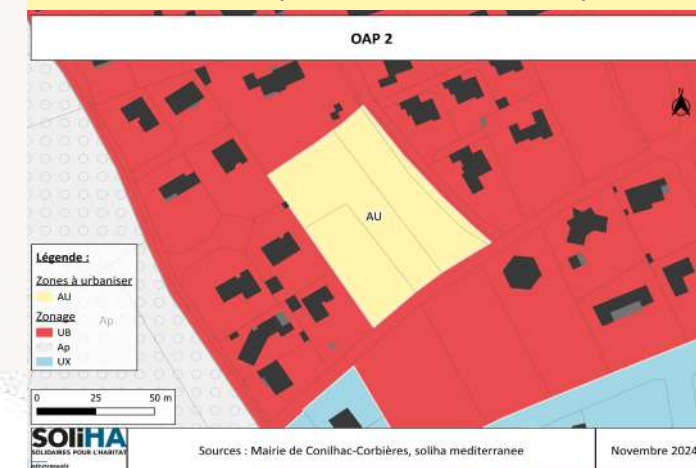 OAP 2
N
AU
Légende :
Zones à urbaniser
AU
Zonage
UB
Ap
Ap
UX
0 25 50 m
SOLiHA
SOLIDAIRES POUR L'HABITAT
Sources : Mairie de Conilhac-Corbières, soliha mediterranee
Novembre 2024